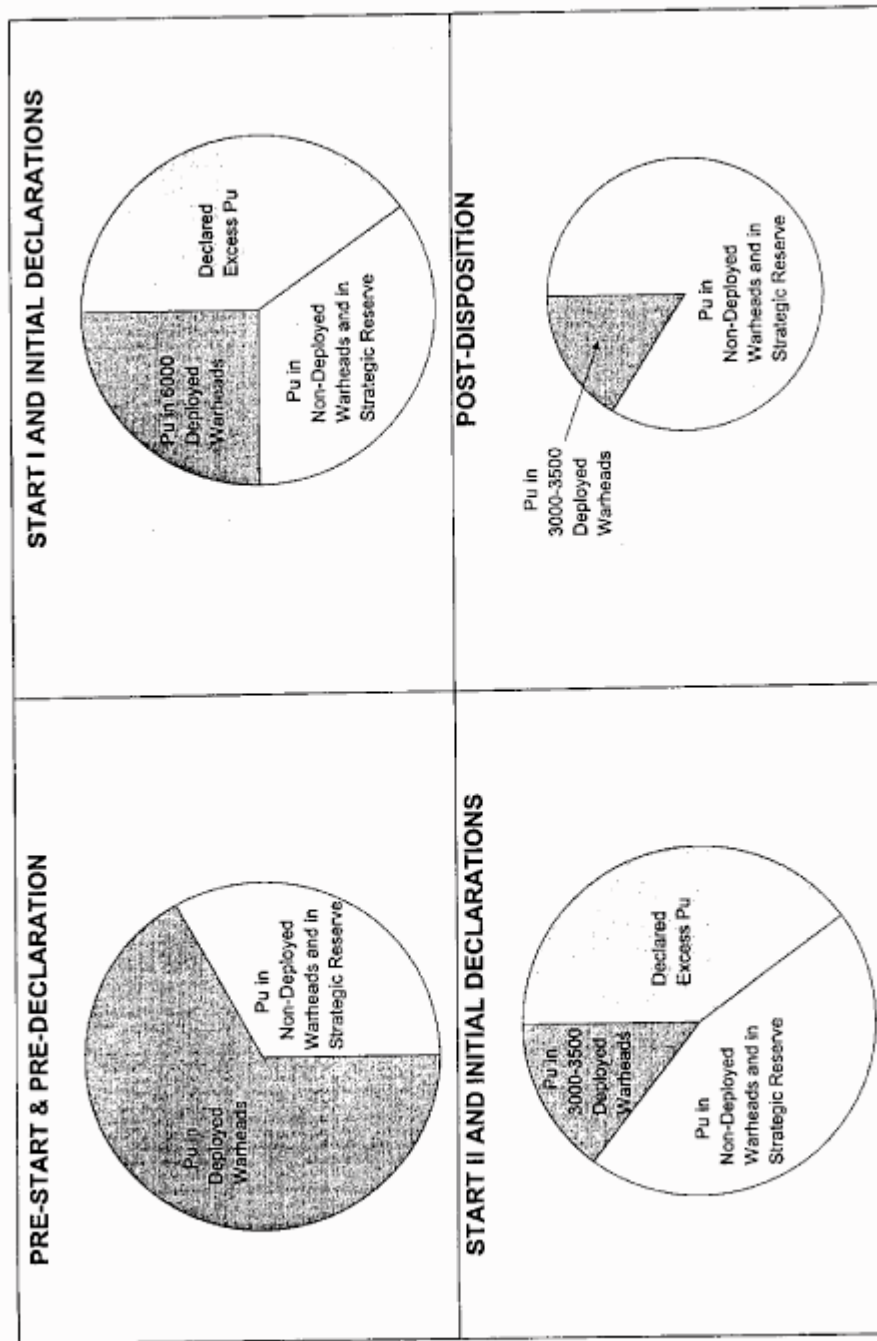 PRE-START & PRE-DECLARATION
Pu in
Deployed
Warheads
Pu in
Non-Deployed
Warheads and in
Strategic Reserve
START I AND INITIAL DECLARATIONS
Pu in 6000
Deployed
Warheads
Declared
Excess Pu
Pu in
Non-Deployed
Warheads and in
Strategic Reserve
START II AND INITIAL DECLARATIONS
Pu in
3000-3500
Deployed
Warheads
Declared
Excess Pu
Pu in
Non-Deployed
Warheads and in
Strategic Reserve
POST-DISPOSITION
Pu in
3000-3500
Deployed
Warheads
Pu in
Non-Deployed
Warheads and in
Strategic Reserve